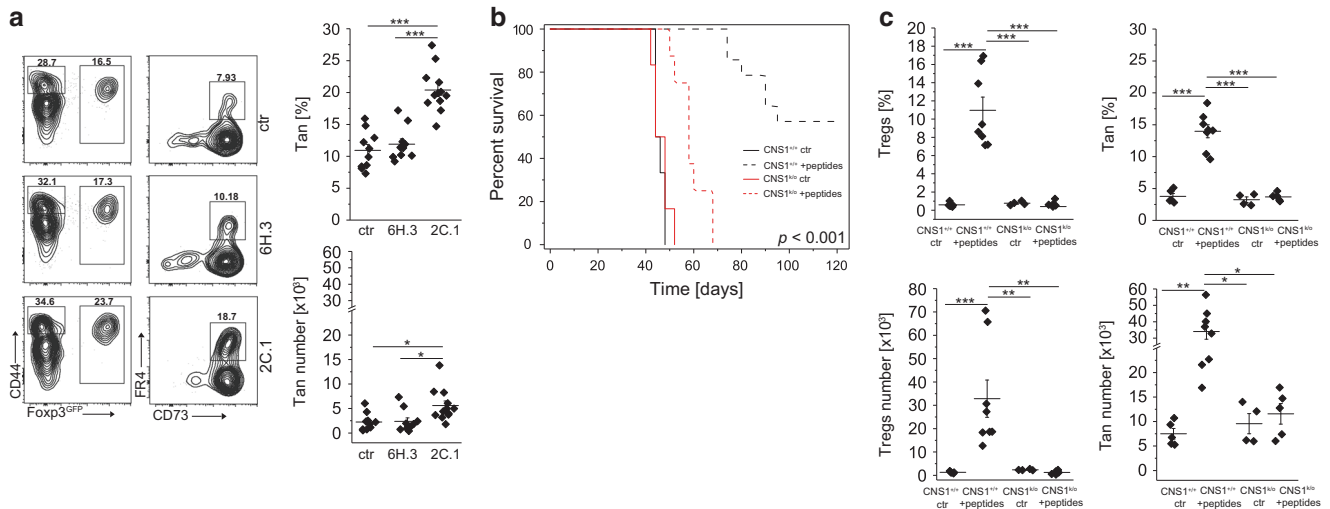 a
28.7 16.5
7.93
ctr
32.1 17.3
10.18
6H.3
34.6 23.7
18.7
2C.1
CD44
Foxp3GFP
FR4
CD73
***
***
Tan [%]
30
25
20
15
10
5
0
*
*
Tan number [x10³]
60
50
40
30
20
15
10
5
0
ctr 6H.3 2C.1
b
Percent survival
100
80
60
40
20
0
CNS1+/+ ctr
CNS1+/+ +peptides
CNS1k/o ctr
CNS1k/o +peptides
p < 0.001
0 20 40 60 80 100 120
Time [days]
c
Tregs [%]
20
18
16
14
12
10
8
6
4
2
0
***
***
***
CNS1+/+ ctr
CNS1+/+ +peptides
CNS1k/o ctr
CNS1k/o +peptides
Tan [%]
30
25
20
15
10
5
0
***
***
***
CNS1+/+ ctr
CNS1+/+ +peptides
CNS1k/o ctr
CNS1k/o +peptides
Tregs number [x10³]
80
70
60
50
40
30
20
10
0
***
**
**
CNS1+/+ ctr
CNS1+/+ +peptides
CNS1k/o ctr
CNS1k/o +peptides
Tan number [x10³]
60
50
40
30
20
15
10
5
0
**
*
*
CNS1+/+ ctr
CNS1+/+ +peptides
CNS1k/o ctr
CNS1k/o +peptides